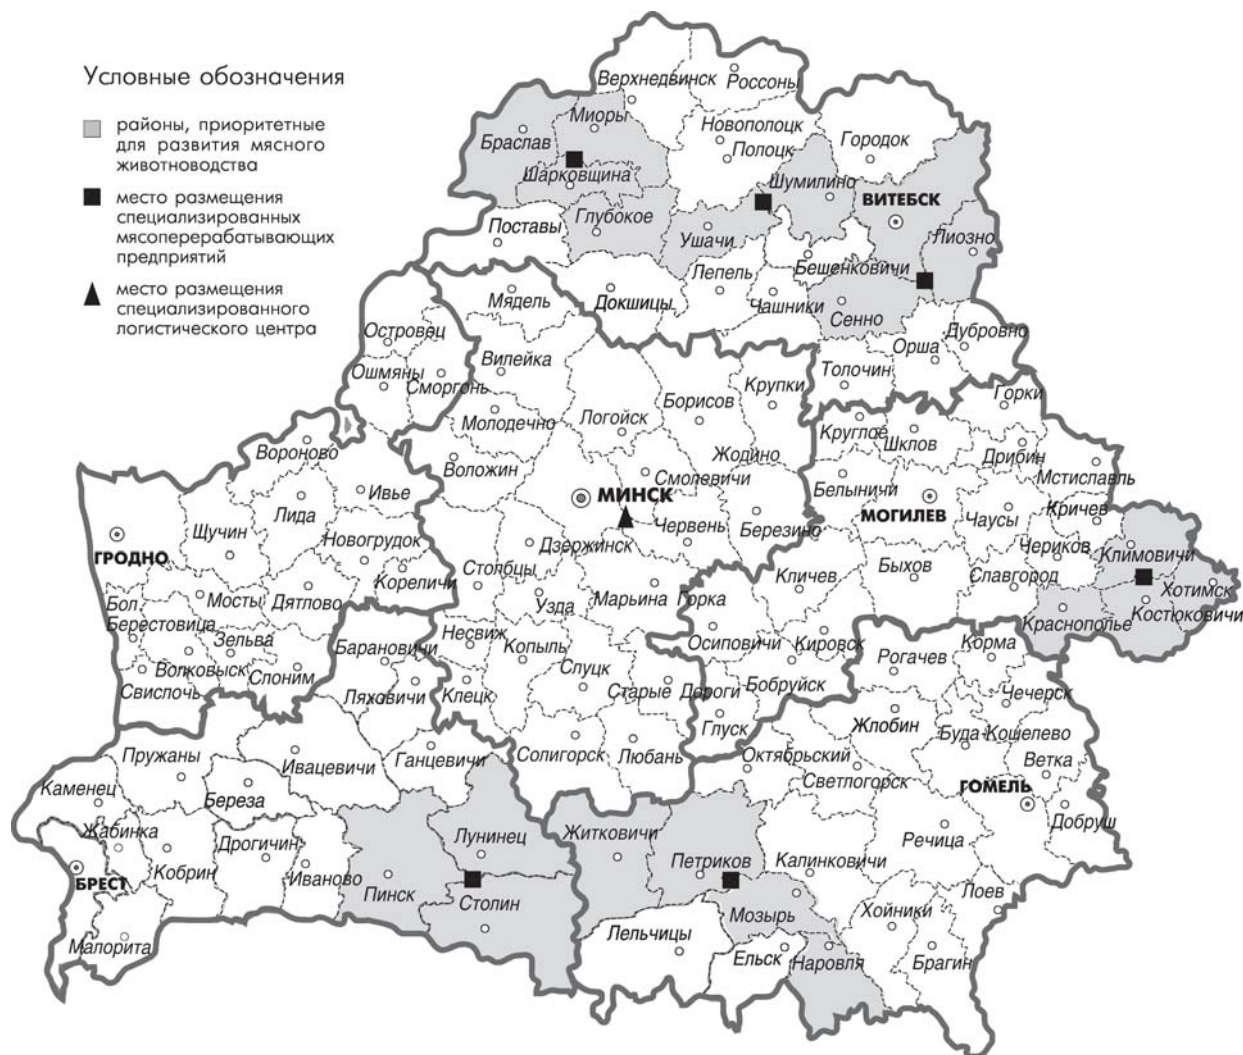 Условные обозначения
районы, приоритетные
для развития мясного
животноводства
место размещения
специализированных
мясоперерабатывающих
предприятий
место размещения
специализированного
логистического центра
Верхнедвинск
Россоны
Миоры
Браслав
Новополоцк
Полоцк
Городок
Шарковщина
Шумилино
ВИТЕБСК
Глубокое
Поставы
Ушачи
Лиозно
Бешенковичи
Лепель
Докшицы
Чашники
Сенно
Мядель
Дубровно
Орша
Толочин
Островец
Вилейка
Ошмяны
Сморгонь
Крупки
Борисов
Горки
Логойск
Молодечно
Круглое
Шклов
Дрибин
Вороново
Жодино
Воложин
Смолевичи
Мстиславль
Белыничи
Ивье
МИНСК
Лида
МОГИЛЕВ
Чаусы
Кричев
Щучин
Червень
Березино
Новогрудок
Дзержинск
Чериков
Климовичи
ГРОДНО
Столбцы
Кореличи
Быхов
Славгород
Хотимск
Кличев
Бол
Мосты
Дятлово
Узда
Марьина Горка
Костюковичи
Краснополье
Берестовица
Зельва
Несвиж
Осиповичи
Кировск
Корма
Барановичи
Копыль
Рогачев
Волковыск
Слоним
Слуцк
Свислочь
Ляховичи
Клецк
Старые Дороги
Бобруйск
Чечерск
Глуск
Жлобин
Буда-Кошелево
Пружаны
Ганцевичи
Солигорск
Любань
Октябрьский
Ивацевичи
Светлогорск
Ветка
Каменец
Береза
ГОМЕЛЬ
Жабинка
Дрогичин
Лунинец
Житковичи
Добруш
Речица
Петриков
Калинковичи
БРЕСТ
Кобрин
Иваново
Пинск
Столин
Лоев
Мозырь
Хойники
Малорита
Лельчицы
Ельск
Наровля
Брагин